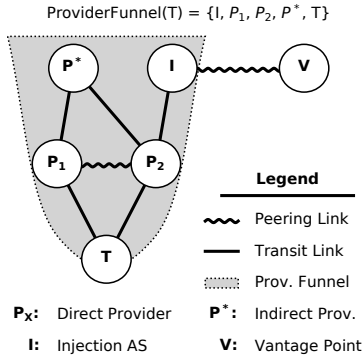 ProviderFunnel(T) = {I, P₁, P₂, P*, T}
P* I V
P₁ P₂
T
Legend
Peering Link
Transit Link
Prov. Funnel
Pₓ: Direct Provider P*: Indirect Prov.
I: Injection AS V: Vantage Point